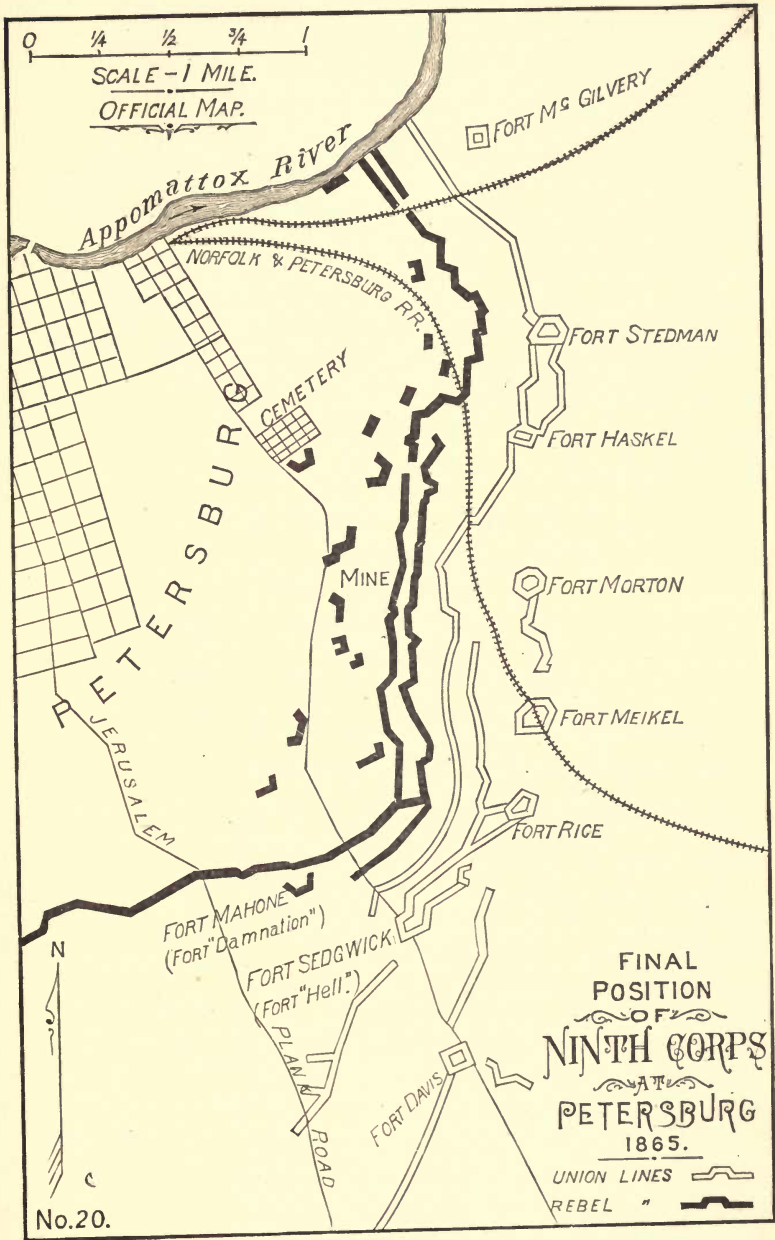 0 1/4 1/2 3/4 1
SCALE – 1 MILE.
OFFICIAL MAP.
FORT Mc GILVERY
Appomattox River
NORFOLK & PETERSBURG RR.
FORT STEDMAN
CEMETERY
FORT HASKEL
PETERSBURG
MINE
FORT MORTON
FORT MEIKEL
JERUSALEM
FORT RICE
FORT MAHONE
(FORT "Damnation")
FORT SEDGWICK
(FORT "Hell.")
N
PLANK ROAD
FORT DAVIS
FINAL
POSITION
OF
NINTH CORPS
AT
PETERSBURG
1865.
UNION LINES
REBEL "
No.20.